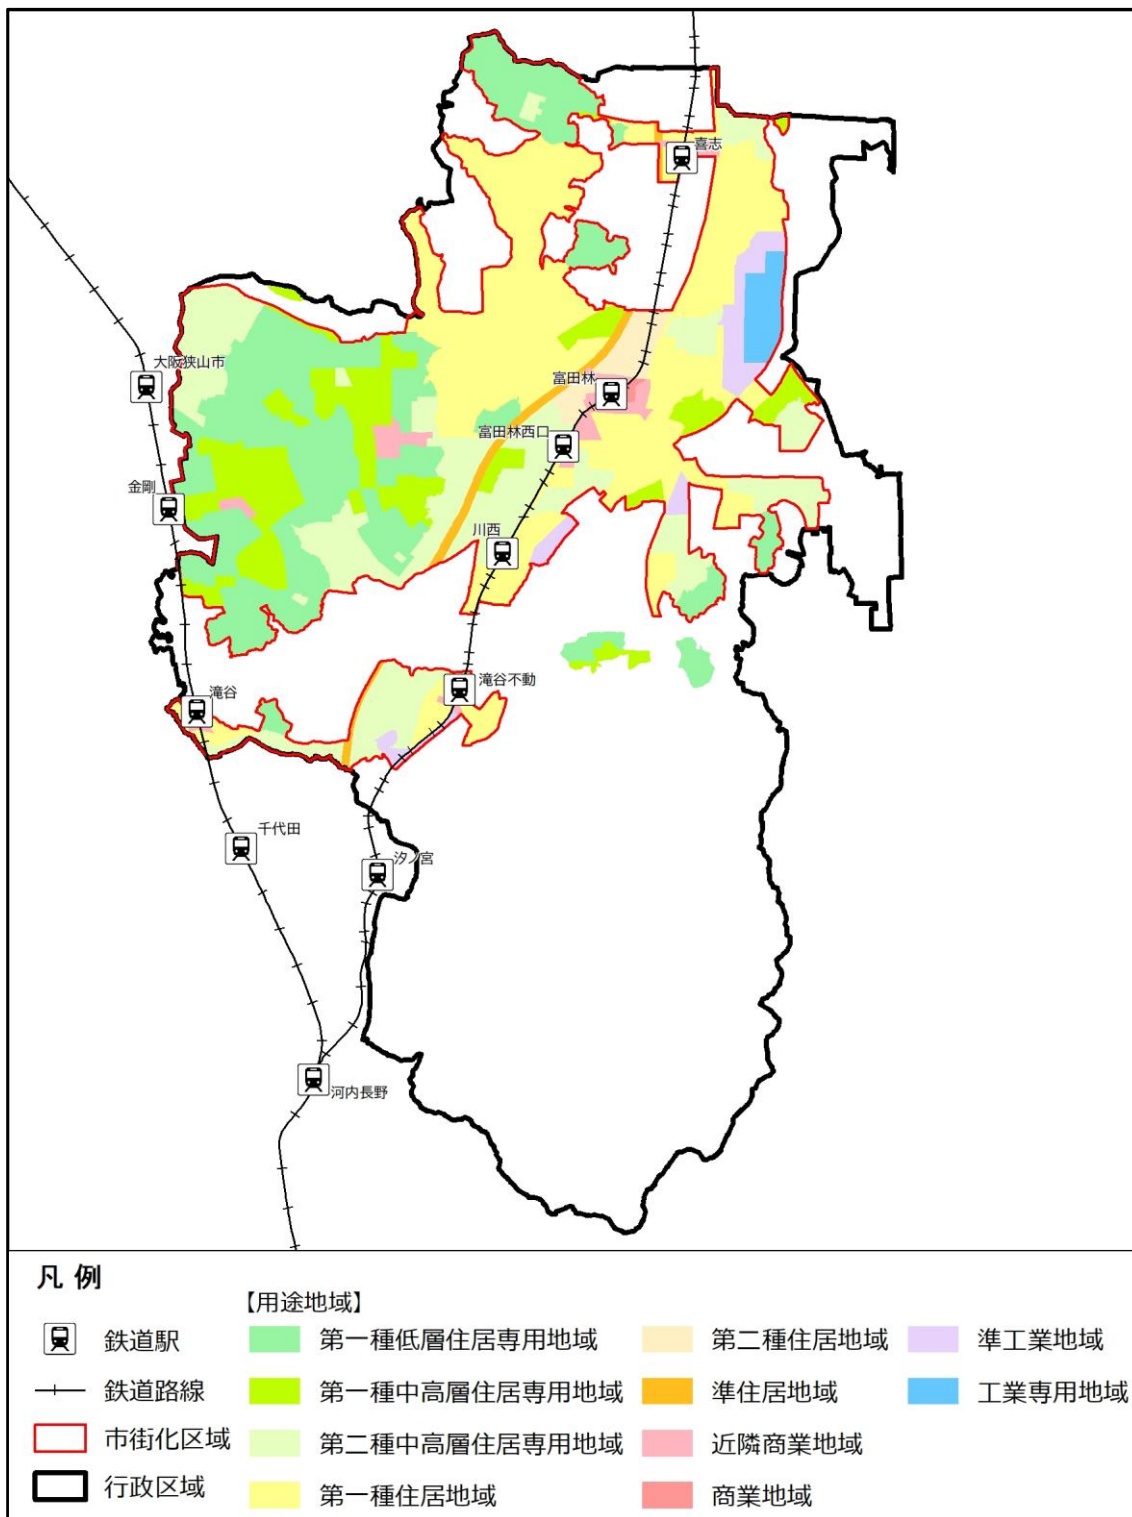 喜志
大阪狭山市
富田林
富田林西口
金剛
川西
滝谷不動
滝谷
千代田
汐ノ宮
河内長野
凡 例
【用途地域】
鉄道駅
第一種低層住居専用地域
第二種住居地域
準工業地域
鉄道路線
第一種中高層住居専用地域
準住居地域
工業専用地域
市街化区域
第二種中高層住居専用地域
近隣商業地域
行政区域
第一種住居地域
商業地域